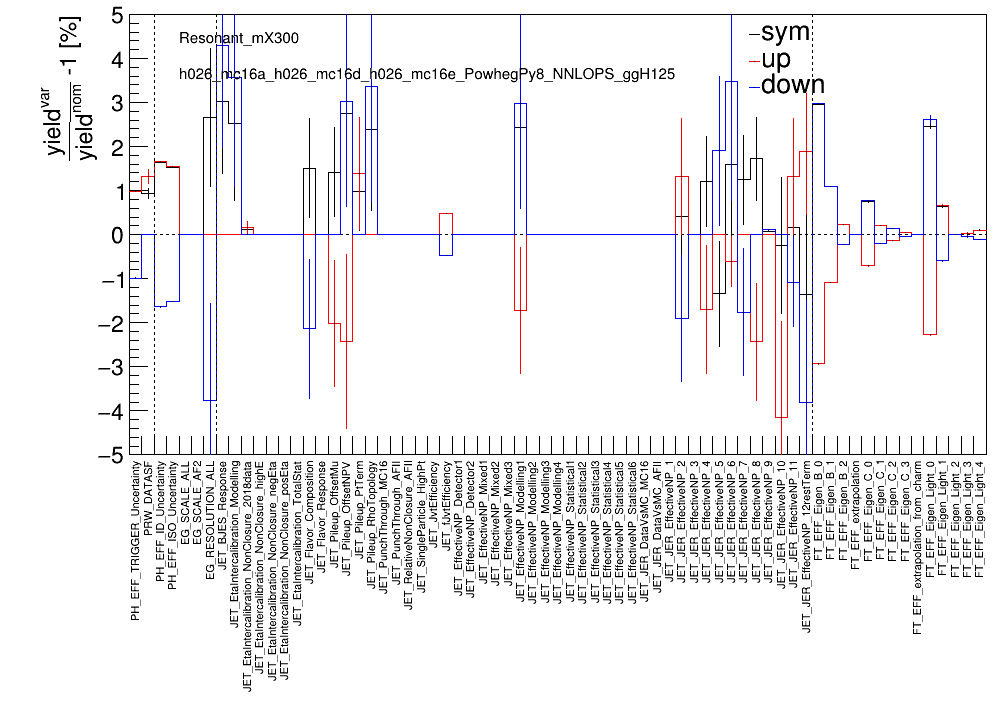 yield^var / yield^nom -1 [%]
Resonant_mX300
h026_mc16a_h026_mc16d_h026_mc16e_PowhegPy8_NNLOPS_ggH125
sym
up
down
5
4
3
2
1
0
−1
−2
−3
−4
−5
PH_EFF_TRIGGER_Uncertainty
PRW_DATASF
PH_EFF_ID_Uncertainty
PH_EFF_ISO_Uncertainty
EG_SCALE_ALL
EG_SCALE_AF2
EG_RESOLUTION_ALL
JET_BJES_Response
JET_EtaIntercalibration_Modelling
JET_EtaIntercalibration_NonClosure_2018data
JET_EtaIntercalibration_NonClosure_highE
JET_EtaIntercalibration_NonClosure_negEta
JET_EtaIntercalibration_NonClosure_posEta
JET_EtaIntercalibration_TotalStat
JET_Flavor_Composition
JET_Flavor_Response
JET_Pileup_OffsetMu
JET_Pileup_OffsetNPV
JET_Pileup_PtTerm
JET_Pileup_RhoTopology
JET_PunchThrough_MC16
JET_PunchThrough_AFII
JET_RelativeNonClosure_AFII
JET_SingleParticle_HighPt
JET_JvtEfficiency
JET_fJvtEfficiency
JET_EffectiveNP_Detector1
JET_EffectiveNP_Detector2
JET_EffectiveNP_Mixed1
JET_EffectiveNP_Mixed2
JET_EffectiveNP_Mixed3
JET_EffectiveNP_Modelling1
JET_EffectiveNP_Modelling2
JET_EffectiveNP_Modelling3
JET_EffectiveNP_Modelling4
JET_EffectiveNP_Statistical1
JET_EffectiveNP_Statistical2
JET_EffectiveNP_Statistical3
JET_EffectiveNP_Statistical4
JET_EffectiveNP_Statistical5
JET_EffectiveNP_Statistical6
JET_JER_DataVsMC_MC16
JET_JER_DataVsMC_AFII
JET_JER_EffectiveNP_1
JET_JER_EffectiveNP_2
JET_JER_EffectiveNP_3
JET_JER_EffectiveNP_4
JET_JER_EffectiveNP_5
JET_JER_EffectiveNP_6
JET_JER_EffectiveNP_7
JET_JER_EffectiveNP_8
JET_JER_EffectiveNP_9
JET_JER_EffectiveNP_10
JET_JER_EffectiveNP_11
JET_JER_EffectiveNP_12restTerm
FT_EFF_Eigen_B_0
FT_EFF_Eigen_B_1
FT_EFF_Eigen_B_2
FT_EFF_extrapolation
FT_EFF_Eigen_C_0
FT_EFF_Eigen_C_1
FT_EFF_Eigen_C_2
FT_EFF_Eigen_C_3
FT_EFF_extrapolation_from_charm
FT_EFF_Eigen_Light_0
FT_EFF_Eigen_Light_1
FT_EFF_Eigen_Light_2
FT_EFF_Eigen_Light_3
FT_EFF_Eigen_Light_4